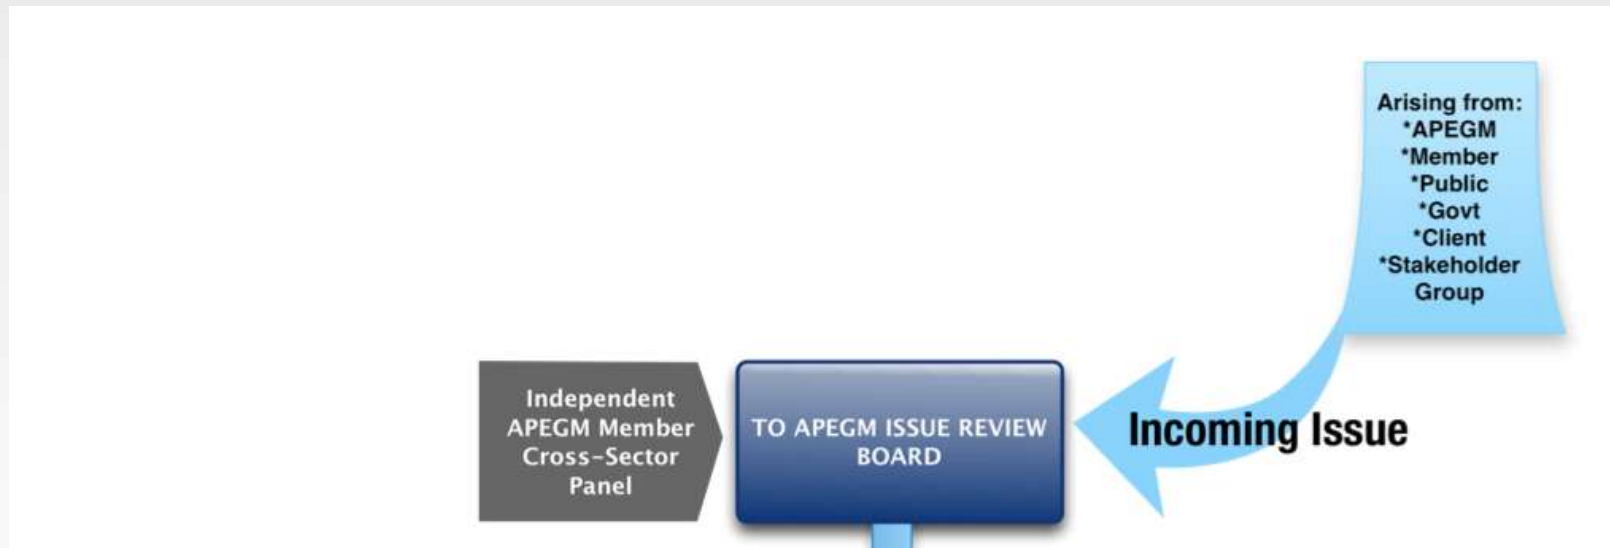 Arising from:
*APEGM
*Member
*Public
*Govt
*Client
*Stakeholder
Group
Independent
APEGM Member
Cross-Sector
Panel
TO APEGM ISSUE REVIEW
BOARD
Incoming Issue